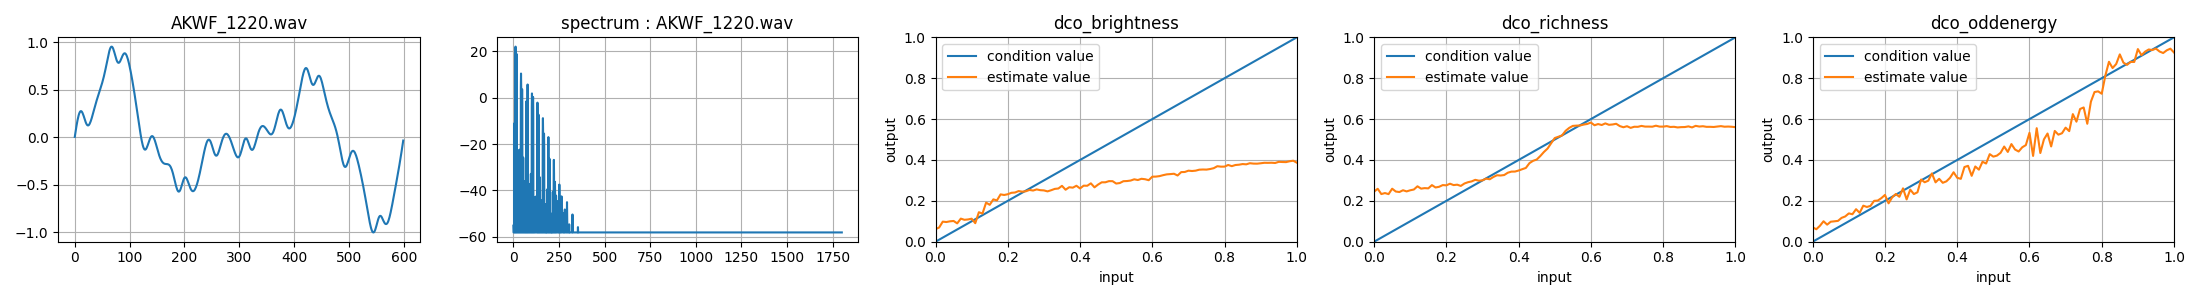 AKWF_1220.wav
1.0
0.5
0.0
−0.5
−1.0
0 100 200 300 400 500 600
spectrum : AKWF_1220.wav
20
0
−20
−40
−60
0 250 500 750 1000 1250 1500 1750
dco_brightness
condition value
estimate value
output
1.0
0.8
0.6
0.4
0.2
0.0
0.0 0.2 0.4 0.6 0.8 1.0
input
dco_richness
condition value
estimate value
output
1.0
0.8
0.6
0.4
0.2
0.0
0.0 0.2 0.4 0.6 0.8 1.0
input
dco_oddenergy
condition value
estimate value
output
1.0
0.8
0.6
0.4
0.2
0.0
0.0 0.2 0.4 0.6 0.8 1.0
input